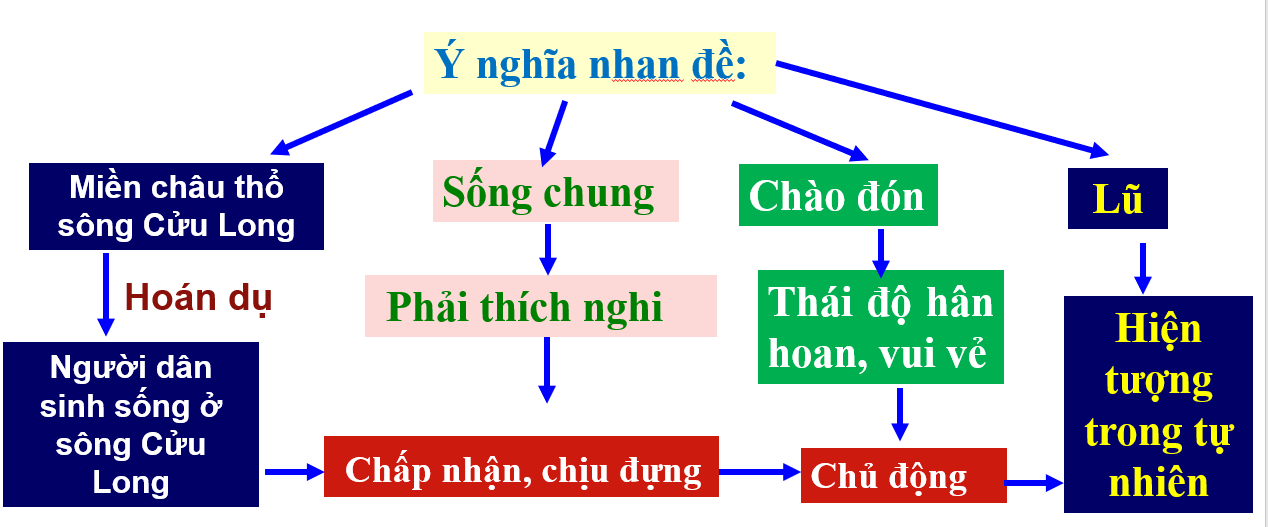 Ý nghĩa nhan đề:
Miền châu thổ
sông Cửu Long
Sống chung
Chào đón
Lũ
Hoán dụ
Phải thích nghi
Thái độ hân
hoan, vui vẻ
Hiện
tượng
trong tự
nhiên
Người dân
sinh sống ở
sông Cửu
Long
Chấp nhận, chịu đựng
Chủ động